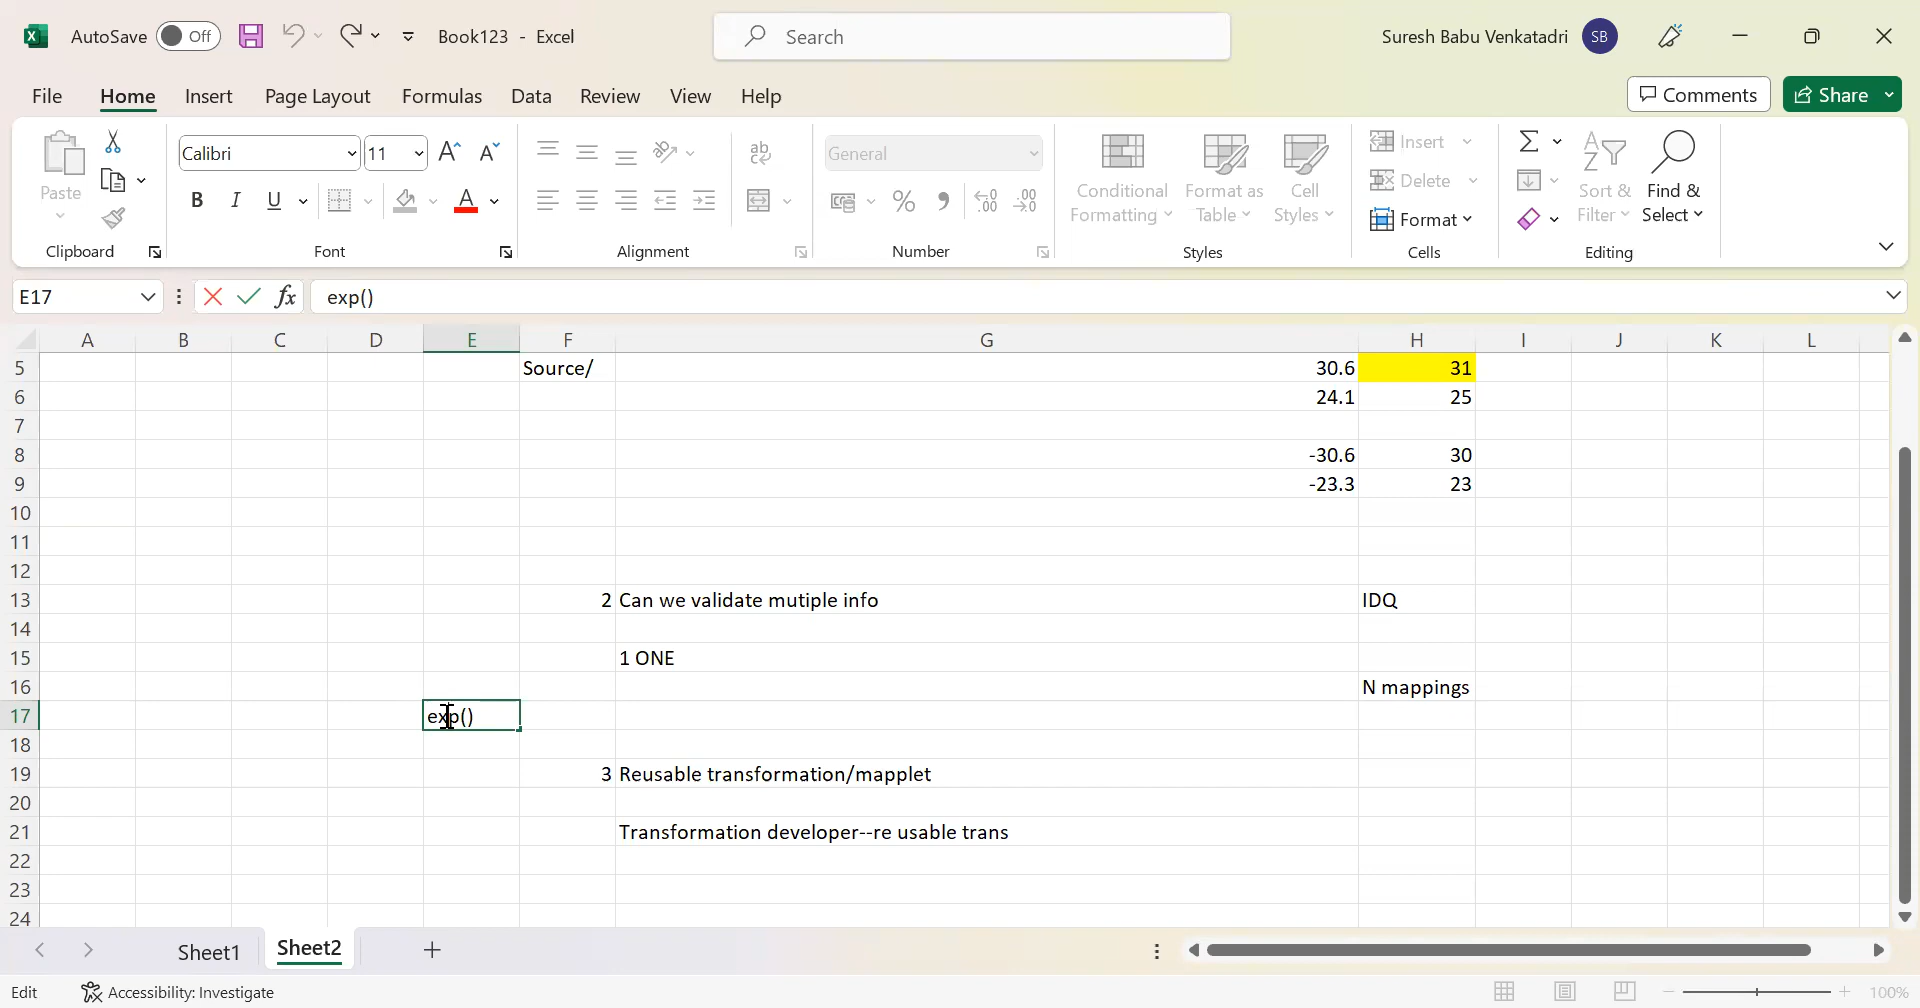 AutoSave Off Book123 - Excel Search Suresh Babu Venkatadri SB
File Home Insert Page Layout Formulas Data Review View Help Comments Share
Paste
Clipboard
Calibri 11 A A
B I U A
Font
ab
Alignment
General
% 9 .00
Number
Conditional Formatting
Format as Table
Cell Styles
Styles
Insert
Delete
Format
Cells
Sort & Filter
Find & Select
Editing
E17 fx exp()
A B C D E F G H I J K L
5 Source/ 30.6 31
6 24.1 25
7
8 -30.6 30
9 -23.3 23
10
11
12
13 2 Can we validate mutiple info IDQ
14
15 1 ONE
16 N mappings
17 exp()
18
19 3 Reusable transformation/mapplet
20
21 Transformation developer--re usable trans
22
23
24
Sheet1 Sheet2
Edit Accessibility: Investigate 100%